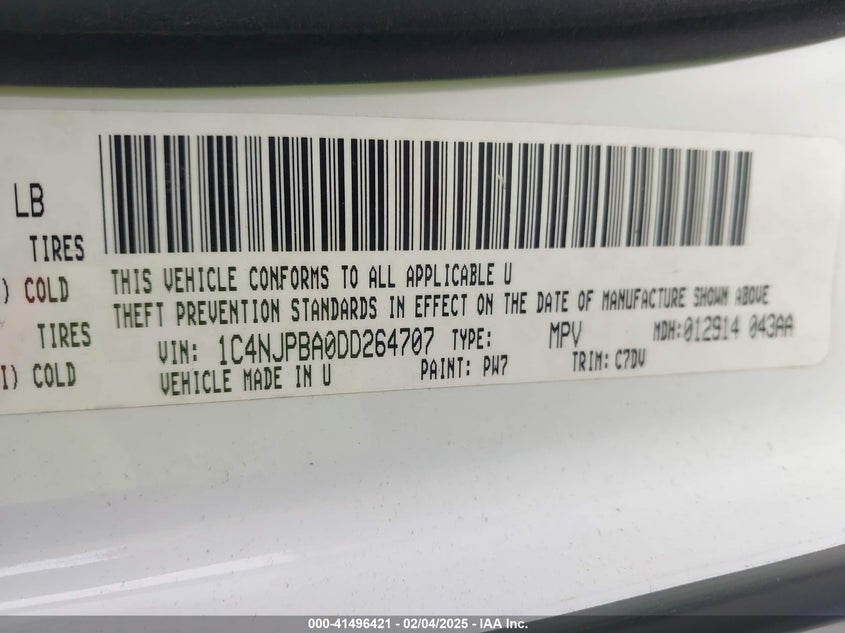 LB
TIRES
) COLD
TIRES
I) COLD
THIS VEHICLE CONFORMS TO ALL APPLICABLE U
THEFT PREVENTION STANDARDS IN EFFECT ON THE DATE OF MANUFACTURE SHOWN ABOVE
VIN: 1C4NJPBA0DD264707 TYPE: MPV MDH:012914 043AA
VEHICLE MADE IN U PAINT: PW7 TRIM: C7DV
000-41496421 - 02/04/2025 - IAA Inc.